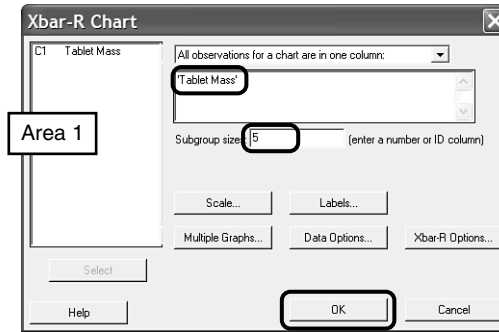 Xbar-R Chart
C1 Tablet Mass
All observations for a chart are in one column:
'Tablet Mass'
Area 1
Subgroup sizes: 5 (enter a number or ID column)
Scale...
Labels...
Multiple Graphs...
Data Options...
Xbar-R Options...
Select
Help
OK
Cancel